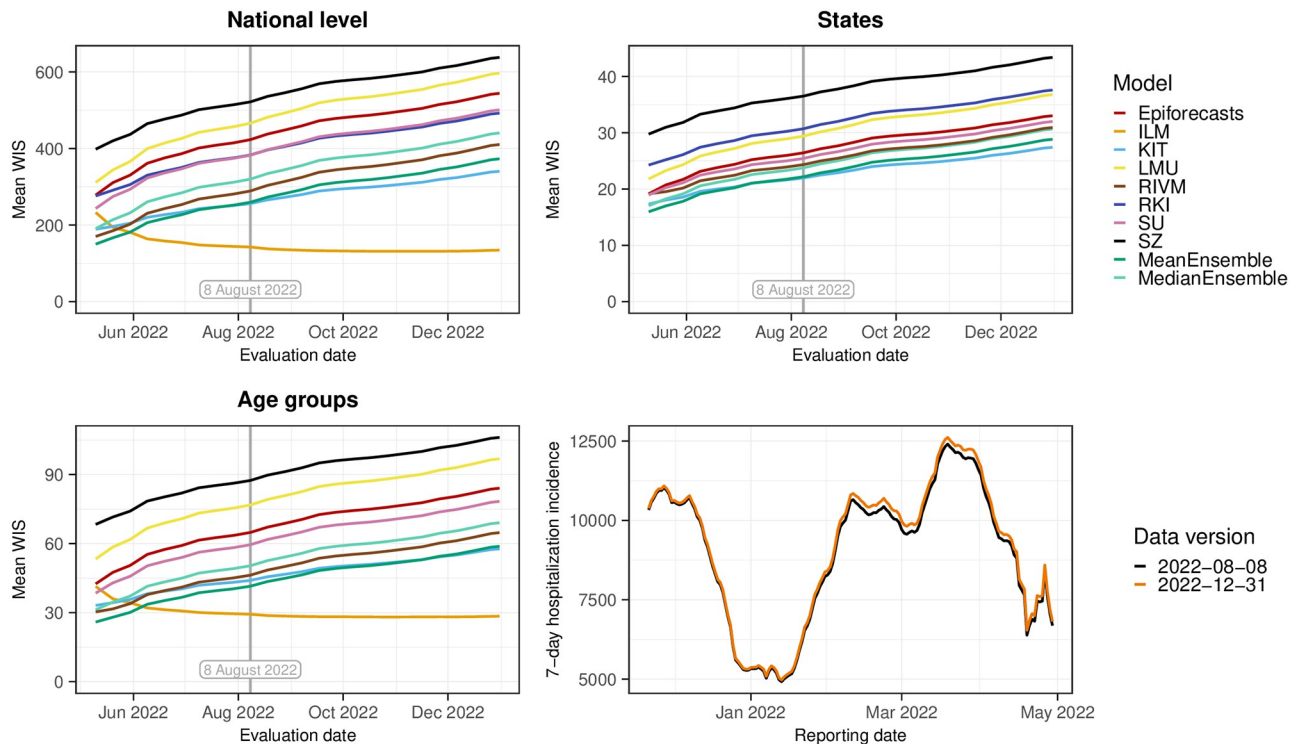 National level
Mean WIS
600
400
200
0
8 August 2022
Jun 2022
Aug 2022
Oct 2022
Dec 2022
Evaluation date
States
Mean WIS
40
30
20
10
0
8 August 2022
Jun 2022
Aug 2022
Oct 2022
Dec 2022
Evaluation date
Model
Epiforecasts
ILM
KIT
LMU
RIVM
RKI
SU
SZ
MeanEnsemble
MedianEnsemble
Age groups
Mean WIS
90
60
30
0
8 August 2022
Jun 2022
Aug 2022
Oct 2022
Dec 2022
Evaluation date
7−day hospitalization incidence
12500
10000
7500
5000
Jan 2022
Mar 2022
May 2022
Reporting date
Data version
2022−08−08
2022−12−31